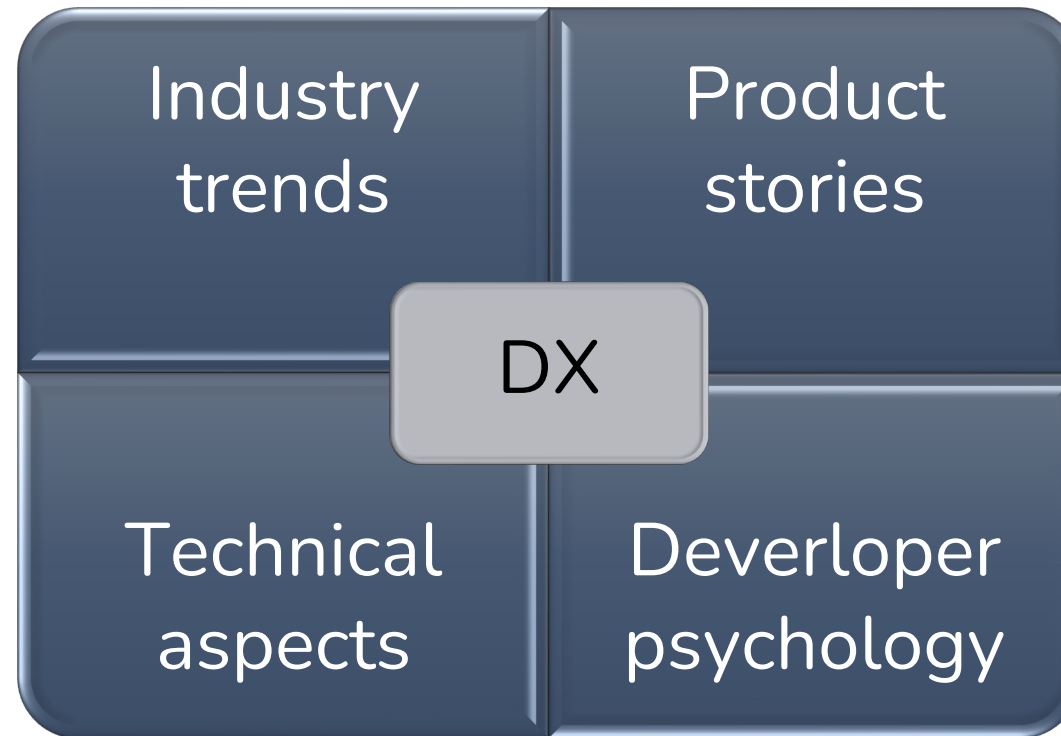 Industry
trends
Product
stories
DX
Technical
aspects
Deverloper
psychology